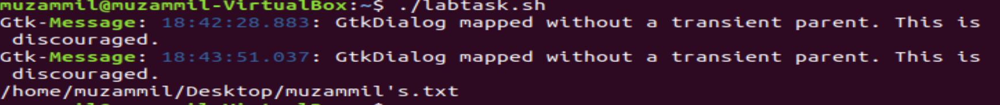 muzammil@muzammil-VirtualBox:~$ ./labtask.sh
Gtk-Message: 18:42:28.883: GtkDialog mapped without a transient parent. This is
 discouraged.
Gtk-Message: 18:43:51.037: GtkDialog mapped without a transient parent. This is
 discouraged.
/home/muzammil/Desktop/muzammil's.txt